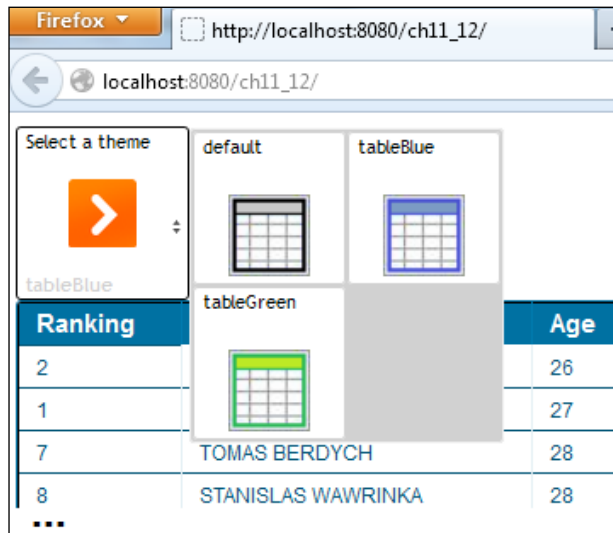 Firefox
http://localhost:8080/ch11_12/
localhost:8080/ch11_12/
Select a theme
tableBlue
default
tableBlue
tableGreen
Ranking Age
2 26
1 27
7 TOMAS BERDYCH 28
8 STANISLAS WAWRINKA 28
...